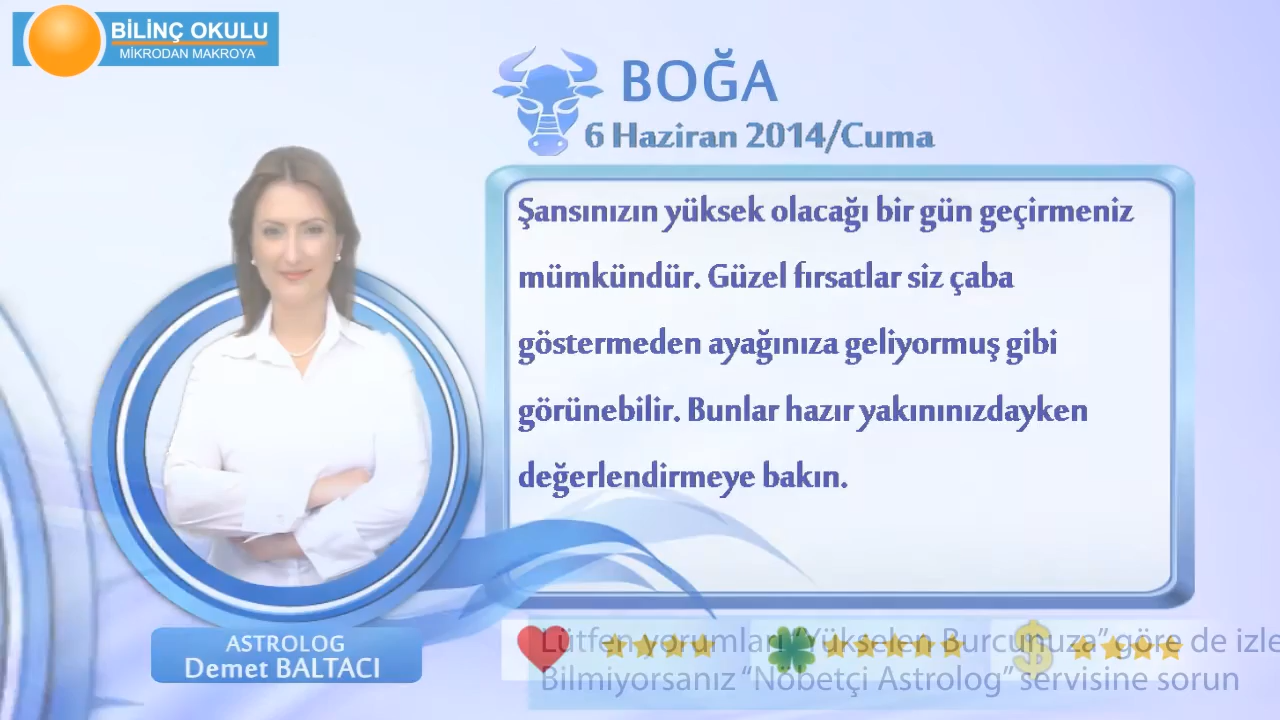 BİLİNÇ OKULU
MİKRODAN MAKROYA
BOĞA
6 Haziran 2014/Cuma
Şansınızın yüksek olacağı bir gün geçirmeniz
mümkündür. Güzel fırsatlar siz çaba
göstermeden ayağınıza geliyormuş gibi
görünebilir. Bunlar hazır yakınınızdayken
değerlendirmeye bakın.
ASTROLOG
Demet BALTACI
Lütfen yorumları "Yükselen Burcunuza" göre de izle
Bilmiyorsanız "Nöbetçi Astrolog" servisine sorun